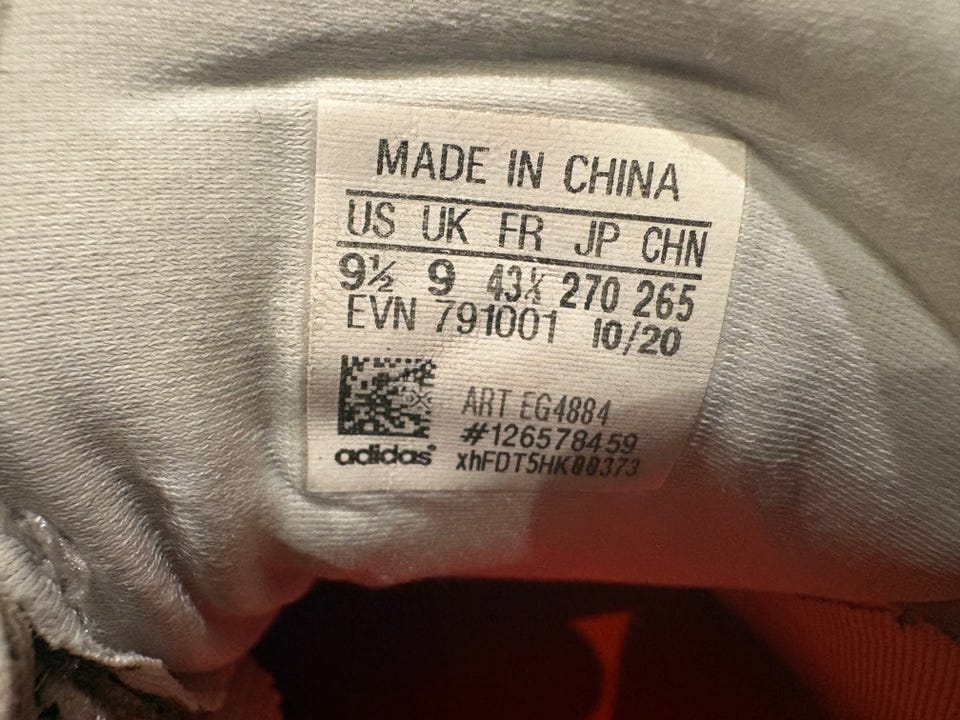 MADE IN CHINA
US UK FR JP CHN
9½ 9 43⅓ 270 265
EVN 791001 10/20
ART EG4884
#126578459
adidas xhFDT5HK00373